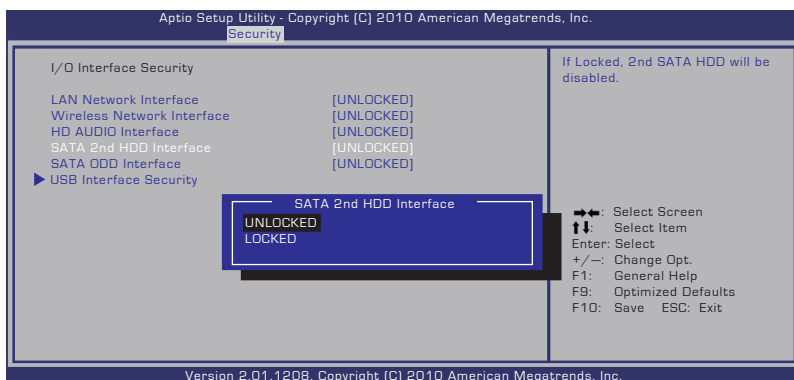 Aptio Setup Utility - Copyright (C) 2010 American Megatrends, Inc.
Security
I/O Interface Security
LAN Network Interface [UNLOCKED]
Wireless Network Interface [UNLOCKED]
HD AUDIO Interface [UNLOCKED]
SATA 2nd HDD Interface [UNLOCKED]
SATA ODD Interface [UNLOCKED]
USB Interface Security
SATA 2nd HDD Interface
UNLOCKED
LOCKED
If Locked, 2nd SATA HDD will be
disabled.
→←: Select Screen
↑↓: Select Item
Enter: Select
+/—: Change Opt.
F1: General Help
F9: Optimized Defaults
F10: Save ESC: Exit
Version 2.01.1208. Copyright (C) 2010 American Megatrends, Inc.